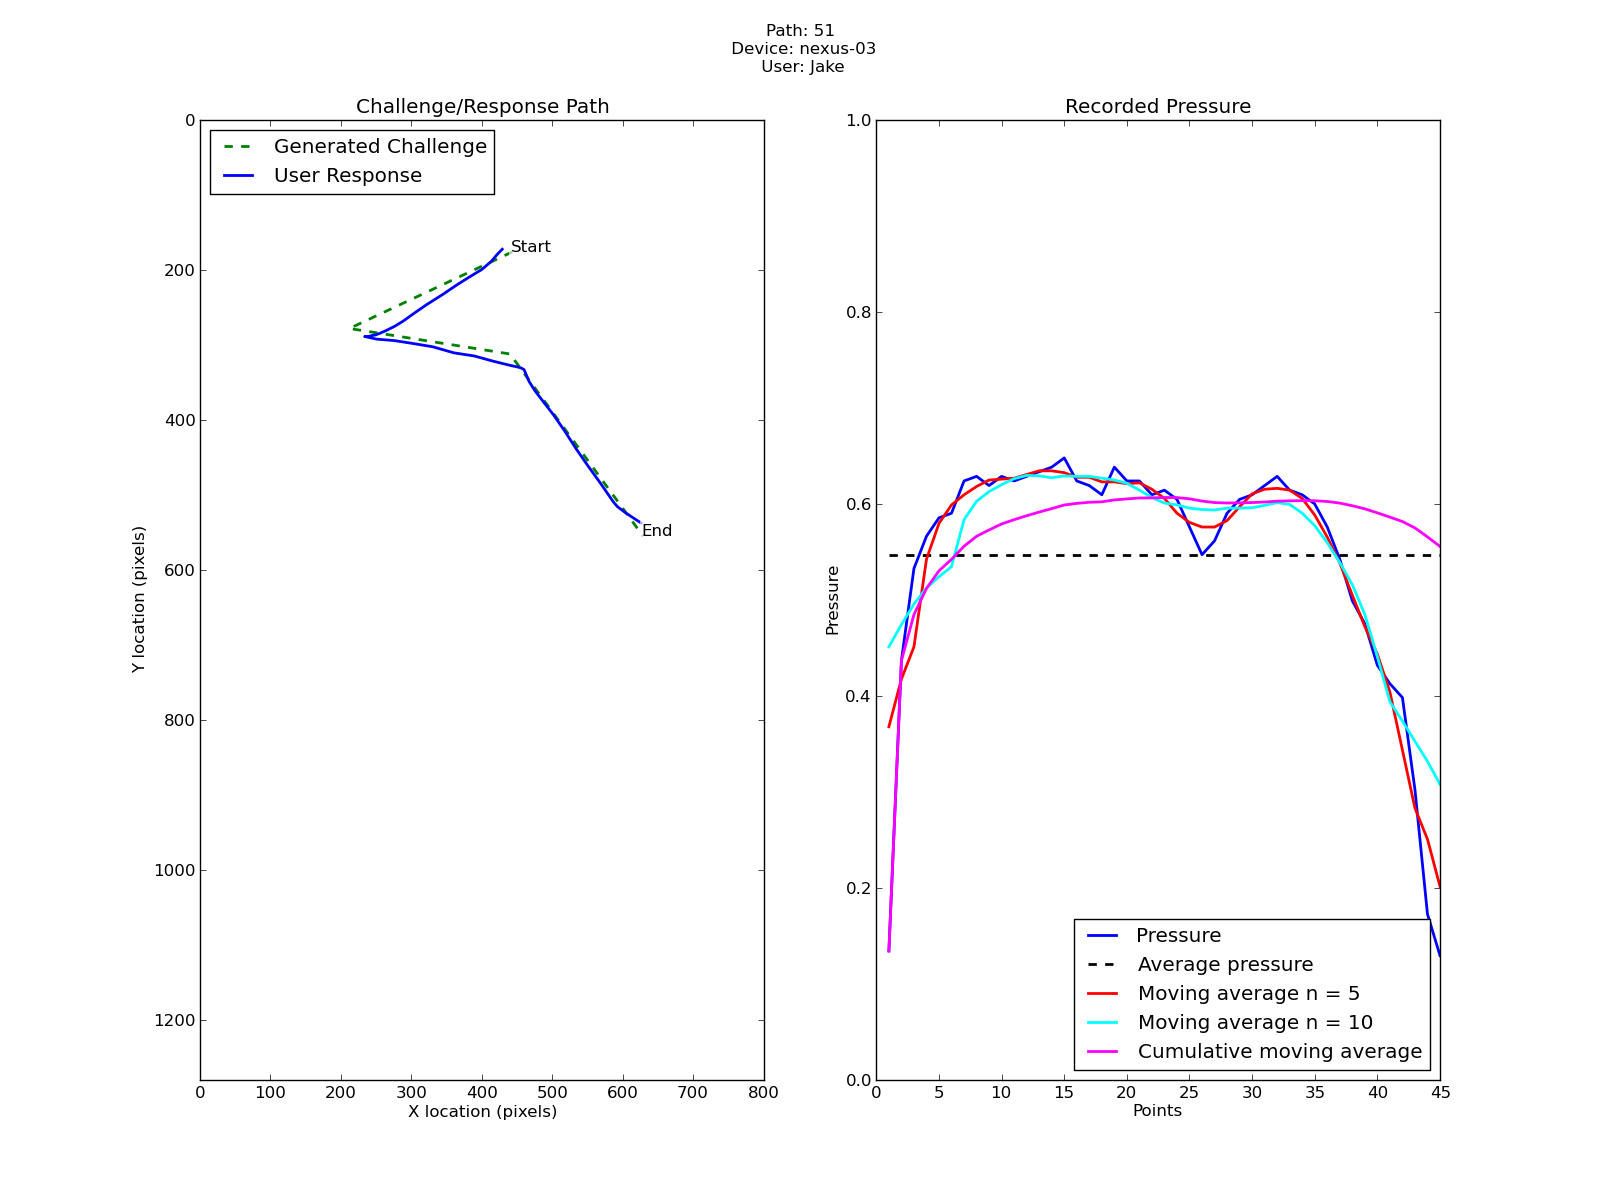 Path: 51
Device: nexus-03
User: Jake
Challenge/Response Path
Generated Challenge
User Response
Start
End
0
200
400
600
800
1000
1200
Y location (pixels)
0 100 200 300 400 500 600 700 800
X location (pixels)
Recorded Pressure
1.0
0.8
0.6
0.4
0.2
0.0
Pressure
Pressure
Average pressure
Moving average n = 5
Moving average n = 10
Cumulative moving average
0 5 10 15 20 25 30 35 40 45
Points